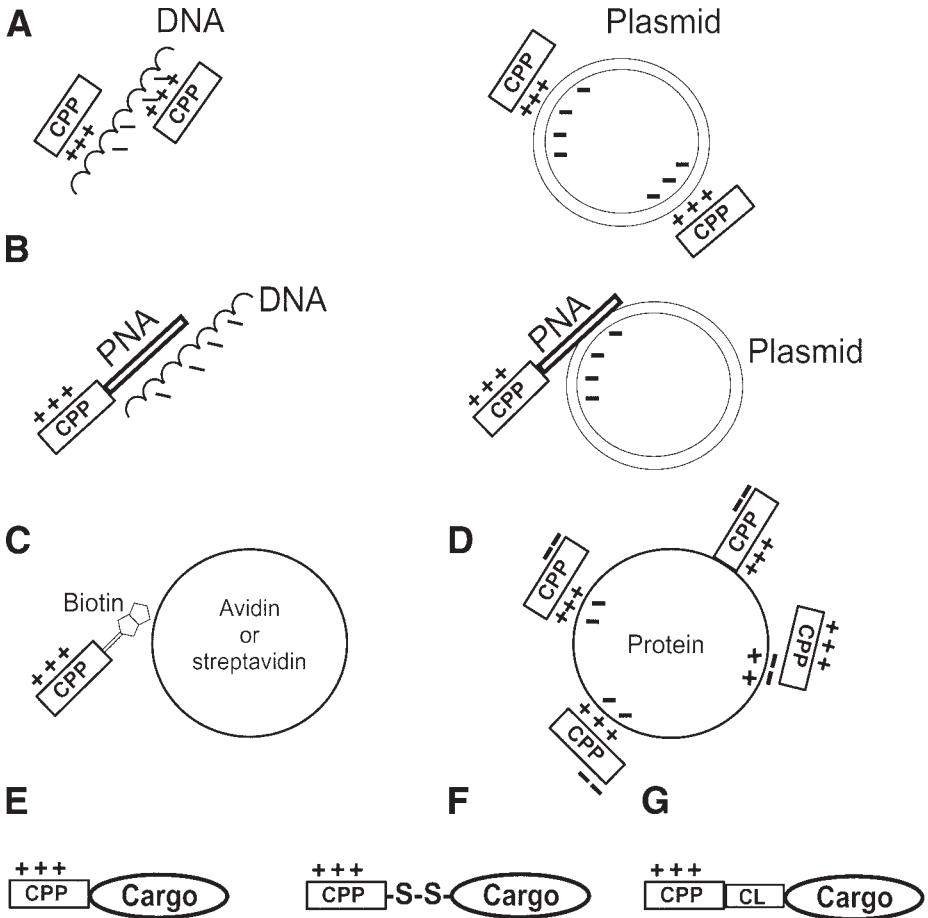 A
DNA
CPP
+++
CPP
+++
Plasmid
CPP
+++
+++
CPP
B
PNA
DNA
+++
CPP
PNA
Plasmid
+++
CPP
C
Biotin
+++
CPP
Avidin
or
streptavidin
D
CPP
+++
CPP
+++
Protein
++
CPP
+++
+++
CPP
E
+++
CPP
Cargo
F
+++
CPP
-S-S-
Cargo
G
+++
CPP
CL
Cargo